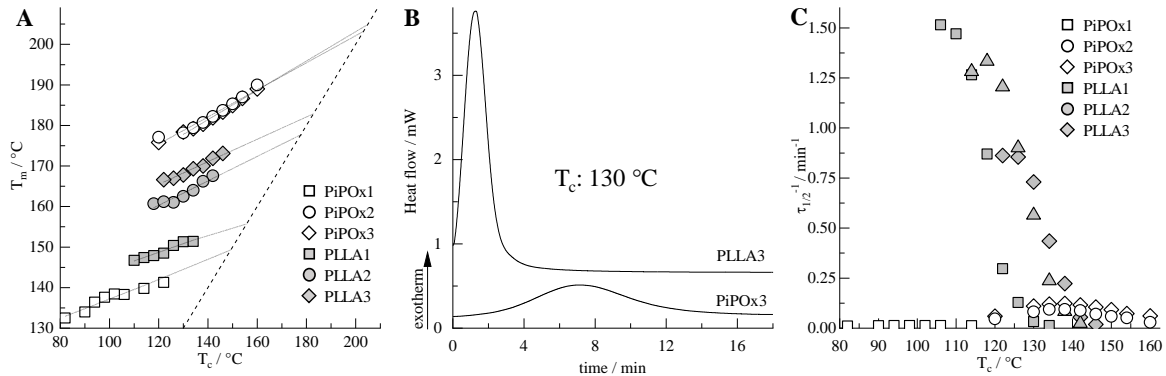 A
T_m / °C
200
190
180
170
160
150
140
130
80
100
120
140
160
180
200
T_c / °C
PiPOx1
PiPOx2
PiPOx3
PLLA1
PLLA2
PLLA3
B
Heat flow / mW
exotherm
3
2
1
0
T_c: 130 °C
PLLA3
PiPOx3
0
4
8
12
16
time / min
C
τ_1/2^-1 / min^-1
1.50
1.25
1.00
0.75
0.50
0.25
0.00
80
90
100
110
120
130
140
150
160
T_c / °C
PiPOx1
PiPOx2
PiPOx3
PLLA1
PLLA2
PLLA3